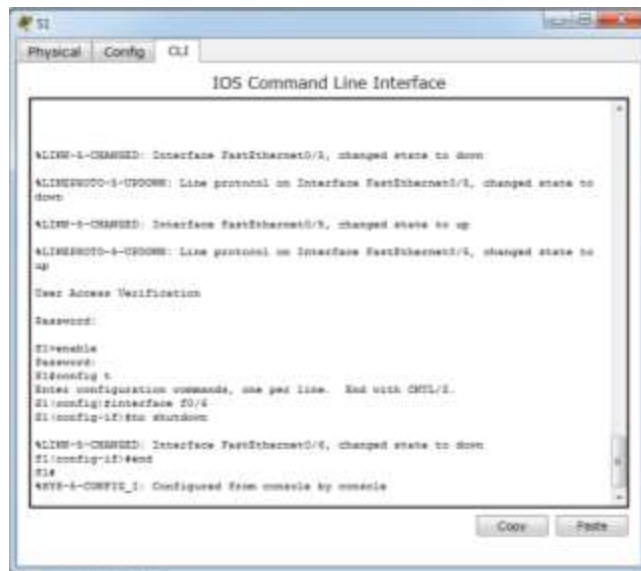 S1
Physical Config CLI
IOS Command Line Interface
%LINK-5-CHANGED: Interface FastEthernet0/5, changed state to down
%LINEPROTO-5-UPDOWN: Line protocol on Interface FastEthernet0/5, changed state to
down
%LINK-5-CHANGED: Interface FastEthernet0/5, changed state to up
%LINEPROTO-5-UPDOWN: Line protocol on Interface FastEthernet0/5, changed state to
up
User Access Verification
Password:
S1>enable
Password:
S1#config t
Enter configuration commands, one per line. End with CNTL/Z.
S1(config)#interface f0/6
S1(config-if)#no shutdown
%LINK-5-CHANGED: Interface FastEthernet0/6, changed state to down
S1(config-if)#end
S1#
%SYS-5-CONFIG_I: Configured from console by console
Copy Paste